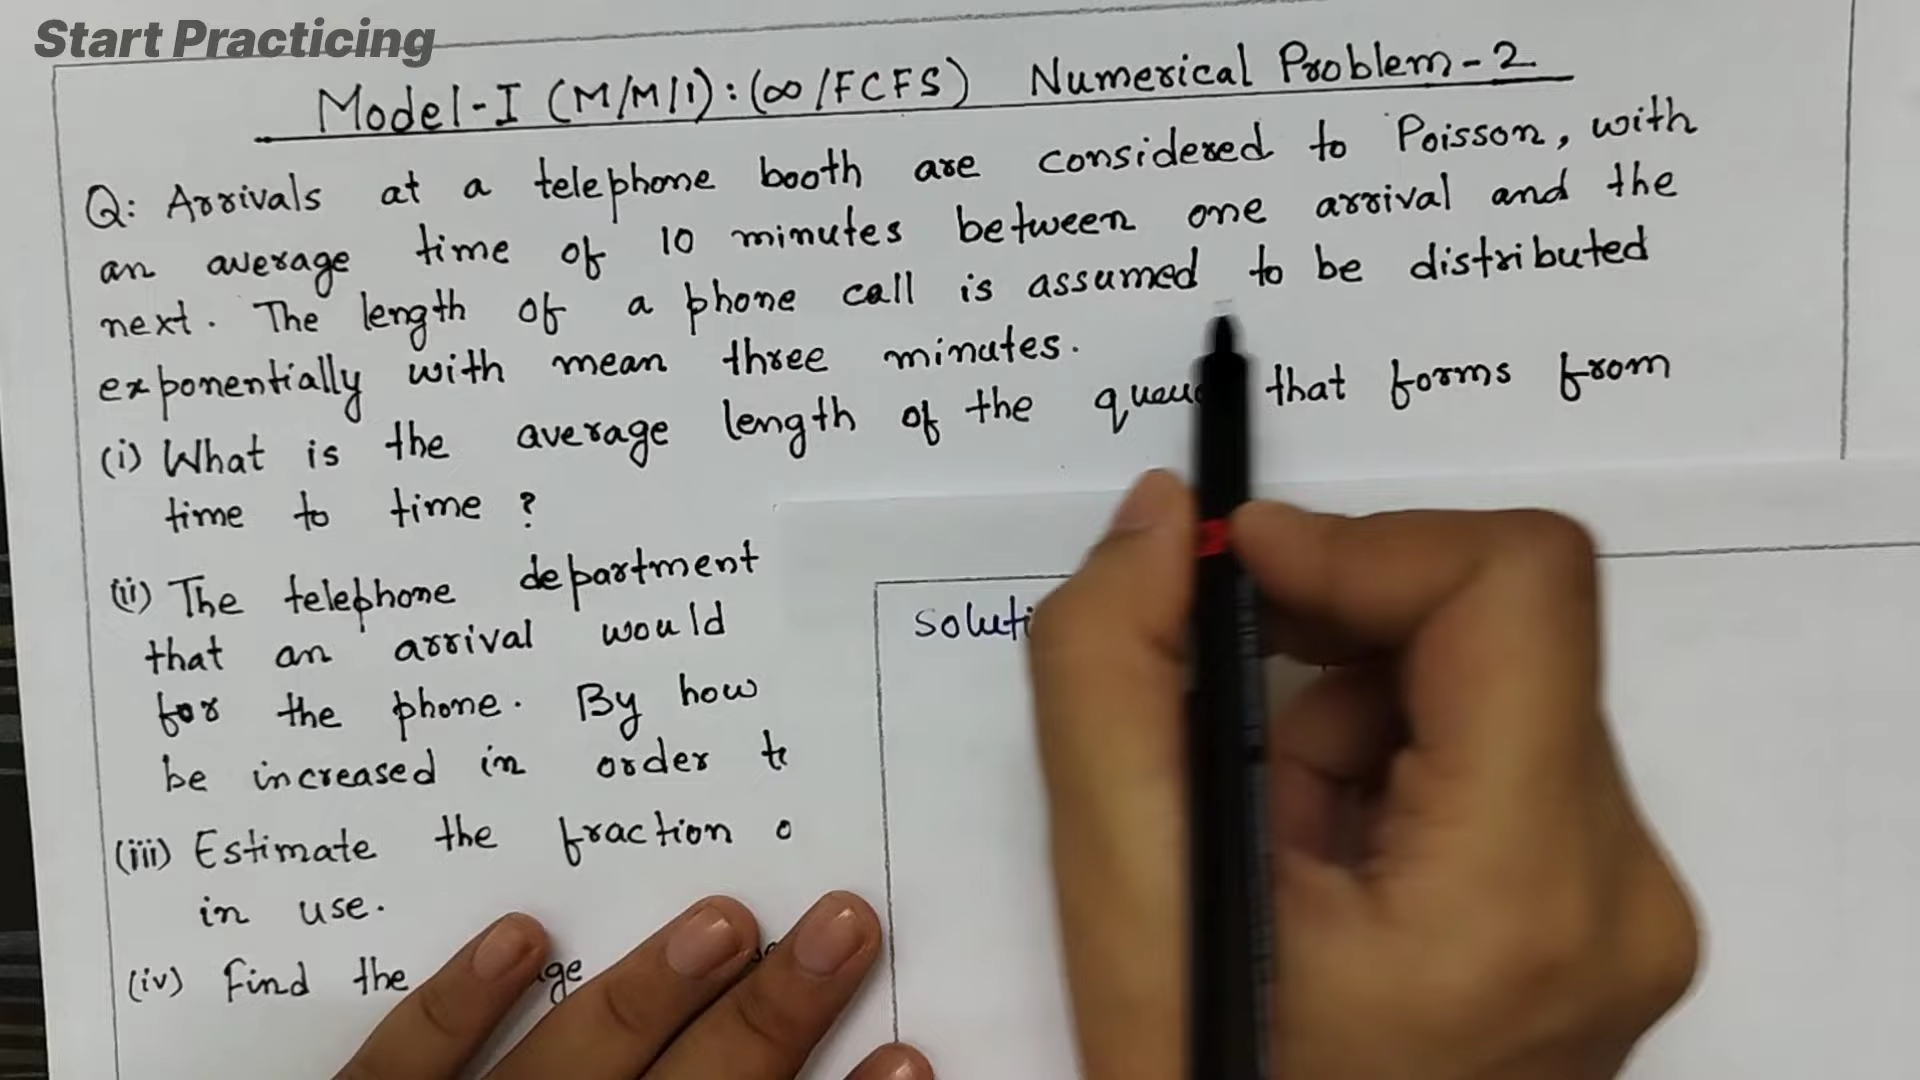 Start Practicing
Model-I (M/M/1):(∞/FCFS) Numerical Problem-2
Q: Arrivals at a telephone booth are considered to Poisson, with
an average time of 10 minutes between one arrival and the
next. The length of a phone call is assumed to be distributed
exponentially with mean three minutes.
(i) What is the average length of the that forms from
time to time ?
(ii) The telephone department
that an arrival would
for the phone. By how
be increased in order
(iii) Estimate the fraction
in use.
(iv) Find the